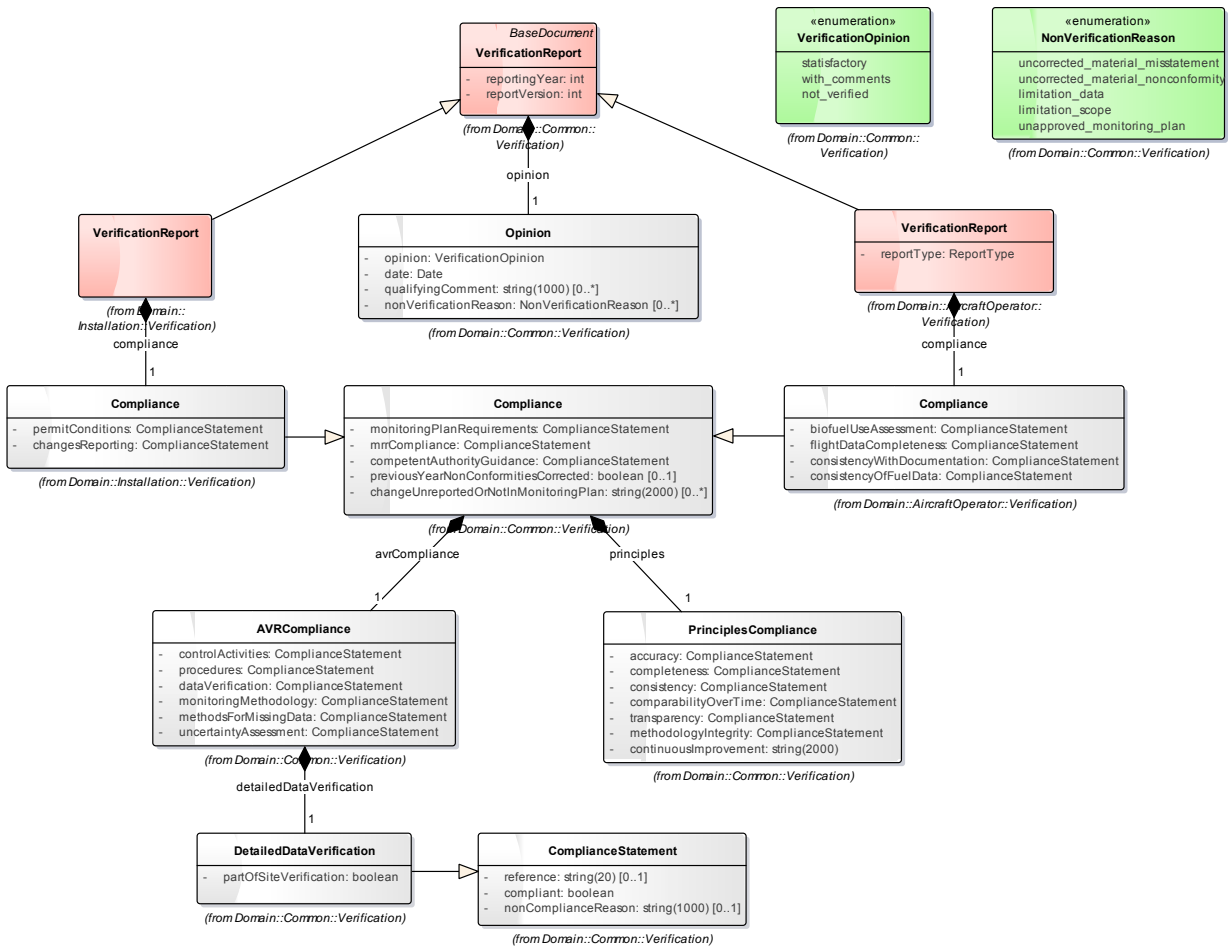 BaseDocument
VerificationReport
- reportingYear: int
- reportVersion: int
(from Domain::Common::
Verification)
«enumeration»
VerificationOpinion
statisfactory
with_comments
not_verified
(from Domain::Common::
Verification)
«enumeration»
NonVerificationReason
uncorrected_material_misstatement
uncorrected_material_nonconformity
limitation_data
limitation_scope
unapproved_monitoring_plan
(from Domain::Common::Verification)
opinion
1
VerificationReport
(from Domain::
Installation::Verification)
compliance
1
Opinion
- opinion: VerificationOpinion
- date: Date
- qualifyingComment: string(1000) [0..*]
- nonVerificationReason: NonVerificationReason [0..*]
(from Domain::Common::Verification)
VerificationReport
- reportType: ReportType
(from Domain::AircraftOperator::
Verification)
compliance
1
Compliance
- permitConditions: ComplianceStatement
- changesReporting: ComplianceStatement
(from Domain::Installation::Verification)
Compliance
- monitoringPlanRequirements: ComplianceStatement
- mrrCompliance: ComplianceStatement
- competentAuthorityGuidance: ComplianceStatement
- previousYearNonConformitiesCorrected: boolean [0..1]
- changeUnreportedOrNotInMonitoringPlan: string(2000) [0..*]
(from Domain::Common::Verification)
Compliance
- biofuelUseAssessment: ComplianceStatement
- flightDataCompleteness: ComplianceStatement
- consistencyWithDocumentation: ComplianceStatement
- consistencyOfFuelData: ComplianceStatement
(from Domain::AircraftOperator::Verification)
avrCompliance
1
principles
1
AVRCompliance
- controlActivities: ComplianceStatement
- procedures: ComplianceStatement
- dataVerification: ComplianceStatement
- monitoringMethodology: ComplianceStatement
- methodsForMissingData: ComplianceStatement
- uncertaintyAssessment: ComplianceStatement
(from Domain::Common::Verification)
PrinciplesCompliance
- accuracy: ComplianceStatement
- completeness: ComplianceStatement
- consistency: ComplianceStatement
- comparabilityOverTime: ComplianceStatement
- transparency: ComplianceStatement
- methodologyIntegrity: ComplianceStatement
- continuousImprovement: string(2000)
(from Domain::Common::Verification)
detailedDataVerification
1
DetailedDataVerification
- partOfSiteVerification: boolean
(from Domain::Common::Verification)
ComplianceStatement
- reference: string(20) [0..1]
- compliant: boolean
- nonComplianceReason: string(1000) [0..1]
(from Domain::Common::Verification)